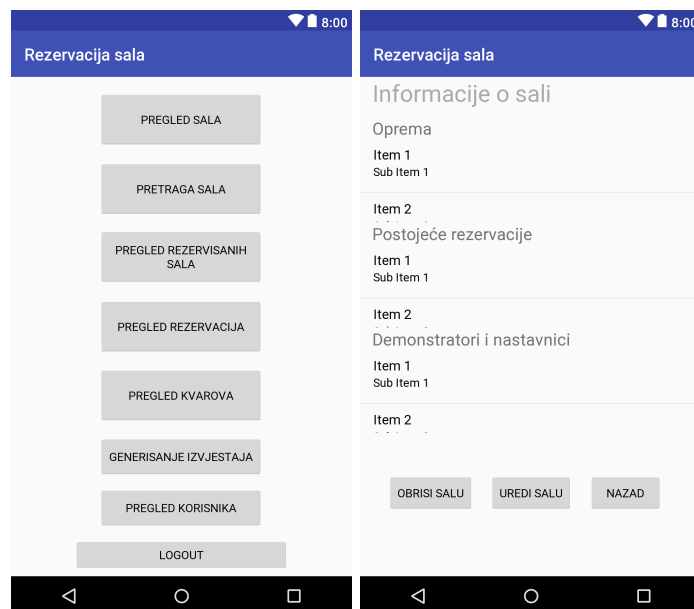 8:00
Rezervacija sala
PREGLED SALA
PRETRAGA SALA
PREGLED REZERVISANIH
SALA
PREGLED REZERVACIJA
PREGLED KVAROVA
GENERISANJE IZVJESTAJA
PREGLED KORISNIKA
LOGOUT
8:00
Rezervacija sala
Informacije o sali
Oprema
Item 1
Sub Item 1
Item 2
Postojeće rezervacije
Item 1
Sub Item 1
Item 2
Demonstratori i nastavnici
Item 1
Sub Item 1
Item 2
OBRISI SALU UREDI SALU NAZAD